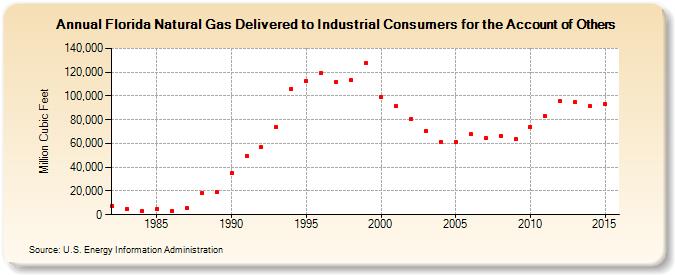 Annual Florida Natural Gas Delivered to Industrial Consumers for the Account of Others
Million Cubic Feet
140,000
120,000
100,000
80,000
60,000
40,000
20,000
0
1985 1990 1995 2000 2005 2010 2015
Source: U.S. Energy Information Administration